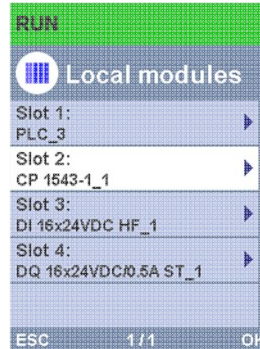 RUN
Local modules
Slot 1:
PLC_3
Slot 2:
CP 1543-1_1
Slot 3:
DI 16x24VDC HF_1
Slot 4:
DQ 16x24VDC/0.5A ST_1
ESC 1/1 OK